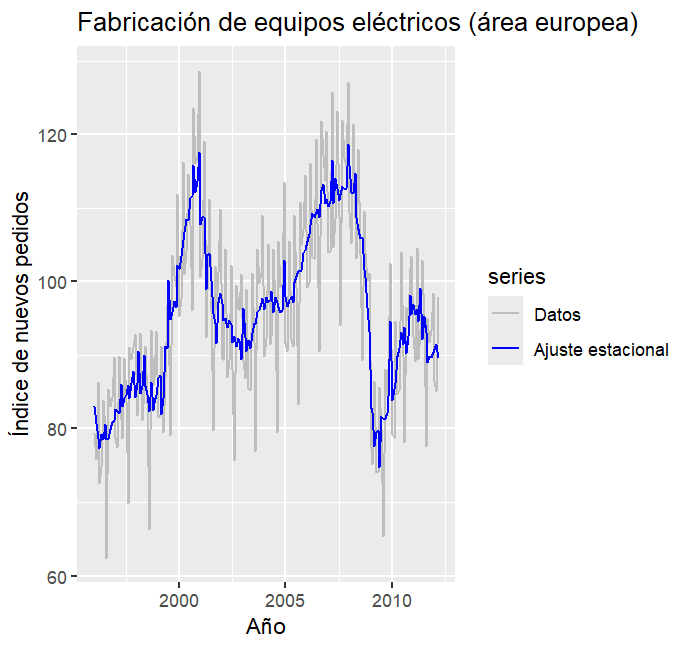 Fabricación de equipos eléctricos (área europea)
Índice de nuevos pedidos
120
100
80
60
2000
2005
2010
Año
series
Datos
Ajuste estacional